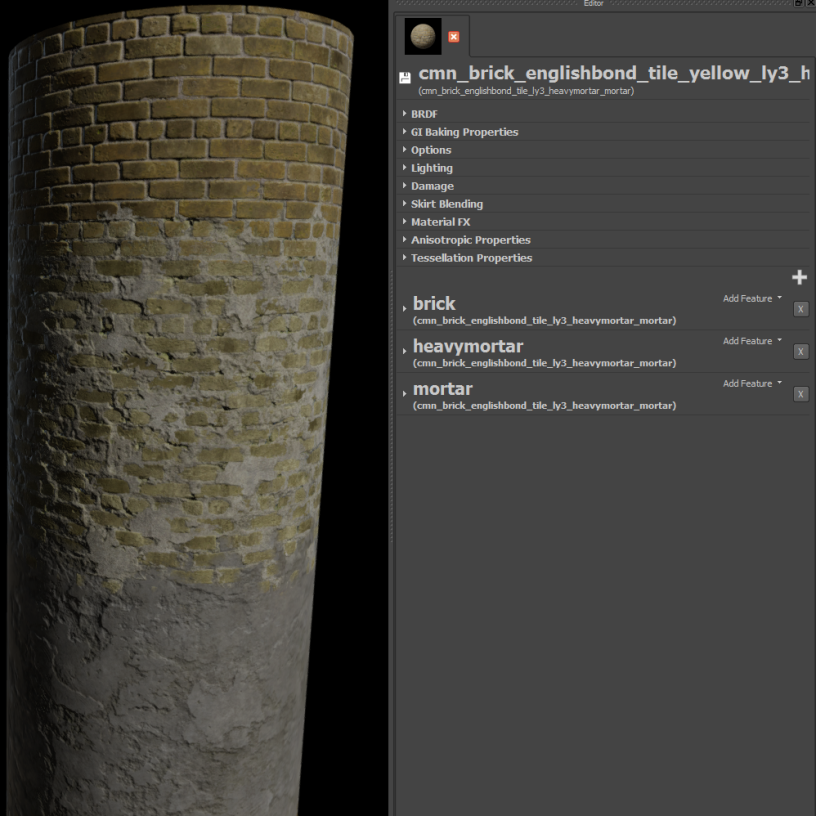 Editor
cmn_brick_englishbond_tile_yellow_ly3_h
(cmn_brick_englishbond_tile_ly3_heavymortar_mortar)
BRDF
GI Baking Properties
Options
Lighting
Damage
Skirt Blending
Material FX
Anisotropic Properties
Tessellation Properties
brick
Add Feature
X
(cmn_brick_englishbond_tile_ly3_heavymortar_mortar)
heavymortar
Add Feature
X
(cmn_brick_englishbond_tile_ly3_heavymortar_mortar)
mortar
Add Feature
X
(cmn_brick_englishbond_tile_ly3_heavymortar_mortar)